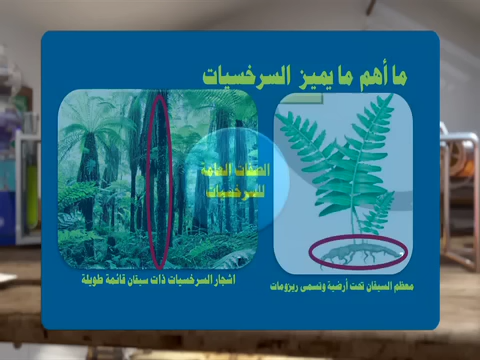 ما أهم ما يميز السرخسيات
الصفات العامة
للسرخسيات
اشجار السرخسيات ذات سيقان قائمة طويلة
معظم السيقان تحت أرضية وتسمى ريزومات